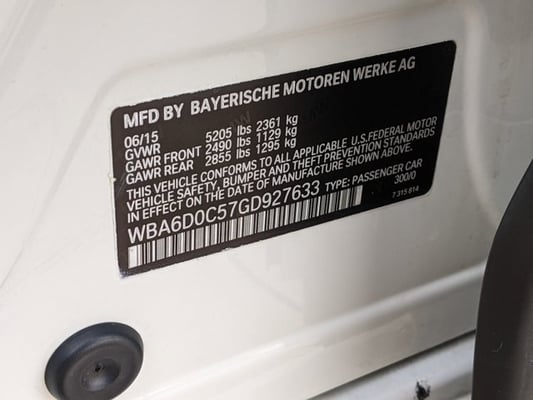 MFD BY BAYERISCHE MOTOREN WERKE AG
06/15
GVWR 5205 lbs 2361 kg
GAWR FRONT 2490 lbs 1129 kg
GAWR REAR 2855 lbs 1295 kg
THIS VEHICLE CONFORMS TO ALL APPLICABLE U.S.FEDERAL MOTOR
VEHICLE SAFETY, BUMPER AND THEFT PREVENTION STANDARDS
IN EFFECT ON THE DATE OF MANUFACTURE SHOWN ABOVE.
WBA6D0C57GD927633 TYPE: PASSENGER CAR
300/0
7 315 814